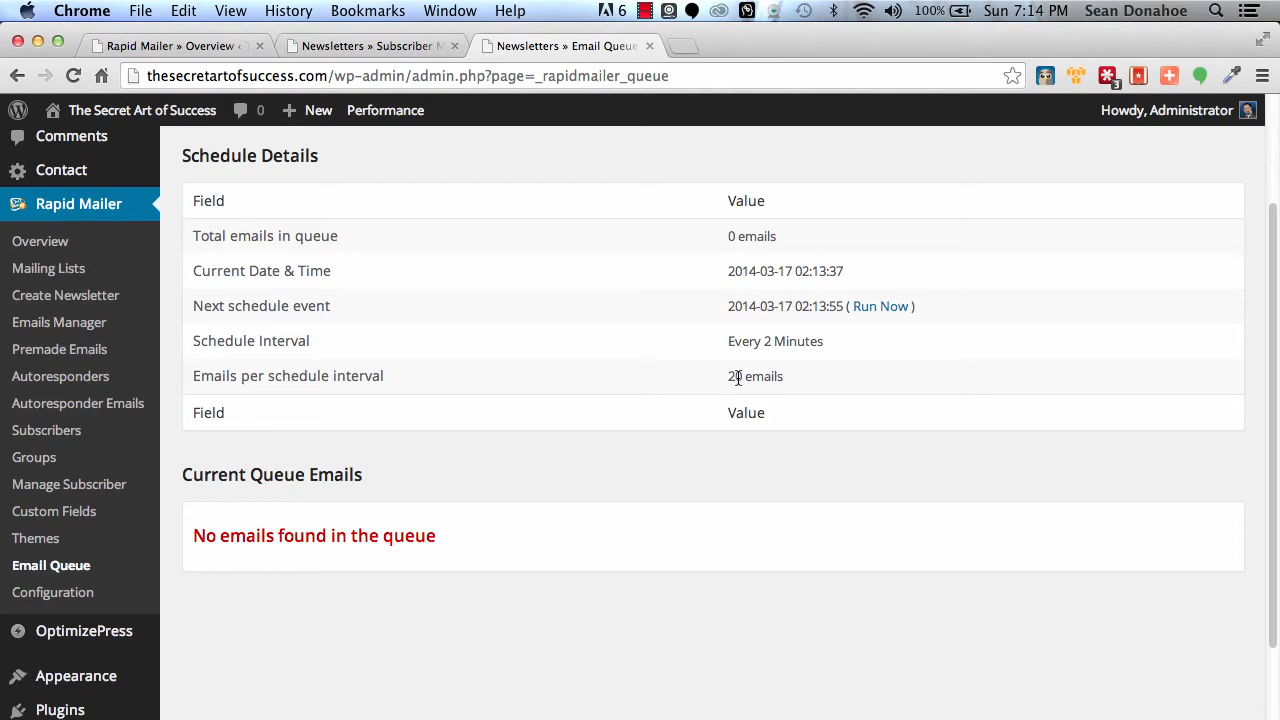 Chrome File Edit View History Bookmarks Window Help 6 100% Sun 7:14 PM Sean Donahoe
Rapid Mailer » Overview ‹ Newsletters » Subscriber Newsletters » Email Queue
thesecretartofsuccess.com/wp-admin/admin.php?page=_rapidmailer_queue 3
The Secret Art of Success 0 New Performance Howdy, Administrator
Comments
Contact
Rapid Mailer
Overview
Mailing Lists
Create Newsletter
Emails Manager
Premade Emails
Autoresponders
Autoresponder Emails
Subscribers
Groups
Manage Subscriber
Custom Fields
Themes
Email Queue
Configuration
OptimizePress
Appearance
Plugins
Schedule Details
Field Value
Total emails in queue 0 emails
Current Date & Time 2014-03-17 02:13:37
Next schedule event 2014-03-17 02:13:55 ( Run Now )
Schedule Interval Every 2 Minutes
Emails per schedule interval 20 emails
Field Value
Current Queue Emails
No emails found in the queue